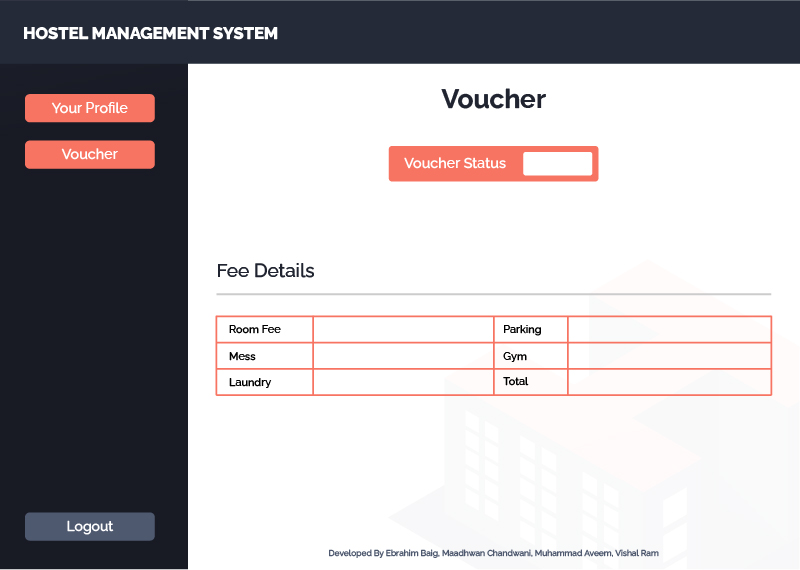 HOSTEL MANAGEMENT SYSTEM
Your Profile
Voucher
Logout
Voucher
Voucher Status
Fee Details
Room Fee Parking
Mess Gym
Laundry Total
Developed By Ebrahim Baig, Maadhwan Chandwani, Muhammad Aveem, Vishal Ram